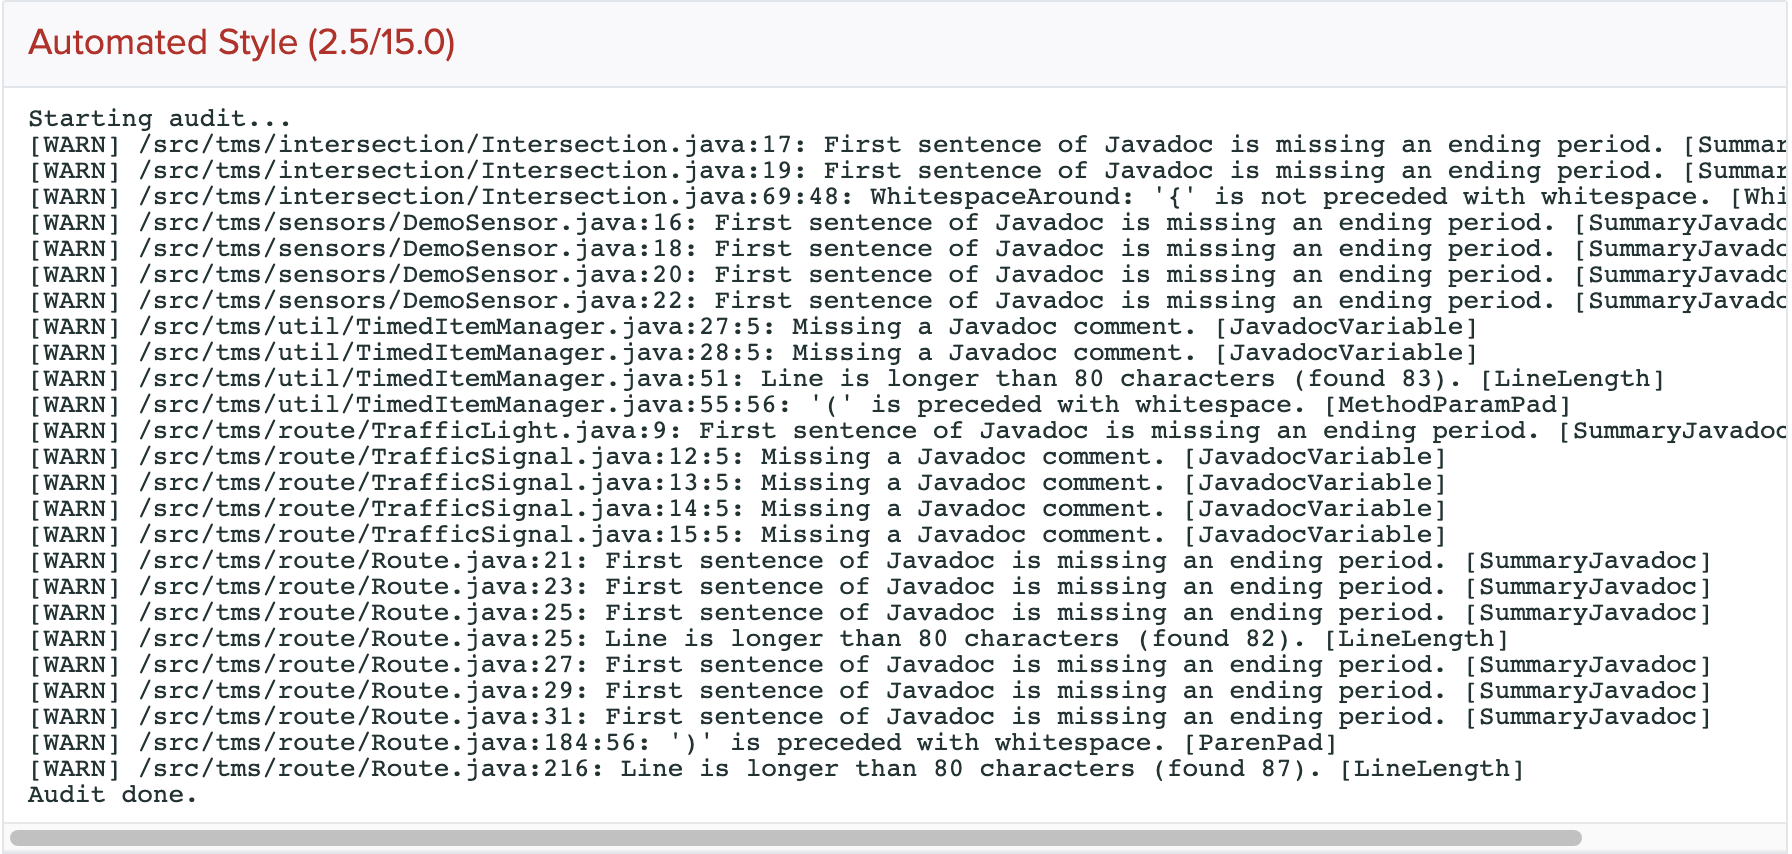 Automated Style (2.5/15.0)
Starting audit...
[WARN] /src/tms/intersection/Intersection.java:17: First sentence of Javadoc is missing an ending period. [Summar
[WARN] /src/tms/intersection/Intersection.java:19: First sentence of Javadoc is missing an ending period. [Summar
[WARN] /src/tms/intersection/Intersection.java:69:48: WhitespaceAround: '{' is not preceded with whitespace. [Whi
[WARN] /src/tms/sensors/DemoSensor.java:16: First sentence of Javadoc is missing an ending period. [SummaryJavadc
[WARN] /src/tms/sensors/DemoSensor.java:18: First sentence of Javadoc is missing an ending period. [SummaryJavadc
[WARN] /src/tms/sensors/DemoSensor.java:20: First sentence of Javadoc is missing an ending period. [SummaryJavadc
[WARN] /src/tms/sensors/DemoSensor.java:22: First sentence of Javadoc is missing an ending period. [SummaryJavadc
[WARN] /src/tms/util/TimedItemManager.java:27:5: Missing a Javadoc comment. [JavadocVariable]
[WARN] /src/tms/util/TimedItemManager.java:28:5: Missing a Javadoc comment. [JavadocVariable]
[WARN] /src/tms/util/TimedItemManager.java:51: Line is longer than 80 characters (found 83). [LineLength]
[WARN] /src/tms/util/TimedItemManager.java:55:56: '(' is preceded with whitespace. [MethodParamPad]
[WARN] /src/tms/route/TrafficLight.java:9: First sentence of Javadoc is missing an ending period. [SummaryJavadoc
[WARN] /src/tms/route/TrafficSignal.java:12:5: Missing a Javadoc comment. [JavadocVariable]
[WARN] /src/tms/route/TrafficSignal.java:13:5: Missing a Javadoc comment. [JavadocVariable]
[WARN] /src/tms/route/TrafficSignal.java:14:5: Missing a Javadoc comment. [JavadocVariable]
[WARN] /src/tms/route/TrafficSignal.java:15:5: Missing a Javadoc comment. [JavadocVariable]
[WARN] /src/tms/route/Route.java:21: First sentence of Javadoc is missing an ending period. [SummaryJavadoc]
[WARN] /src/tms/route/Route.java:23: First sentence of Javadoc is missing an ending period. [SummaryJavadoc]
[WARN] /src/tms/route/Route.java:25: First sentence of Javadoc is missing an ending period. [SummaryJavadoc]
[WARN] /src/tms/route/Route.java:25: Line is longer than 80 characters (found 82). [LineLength]
[WARN] /src/tms/route/Route.java:27: First sentence of Javadoc is missing an ending period. [SummaryJavadoc]
[WARN] /src/tms/route/Route.java:29: First sentence of Javadoc is missing an ending period. [SummaryJavadoc]
[WARN] /src/tms/route/Route.java:31: First sentence of Javadoc is missing an ending period. [SummaryJavadoc]
[WARN] /src/tms/route/Route.java:184:56: ')' is preceded with whitespace. [ParenPad]
[WARN] /src/tms/route/Route.java:216: Line is longer than 80 characters (found 87). [LineLength]
Audit done.